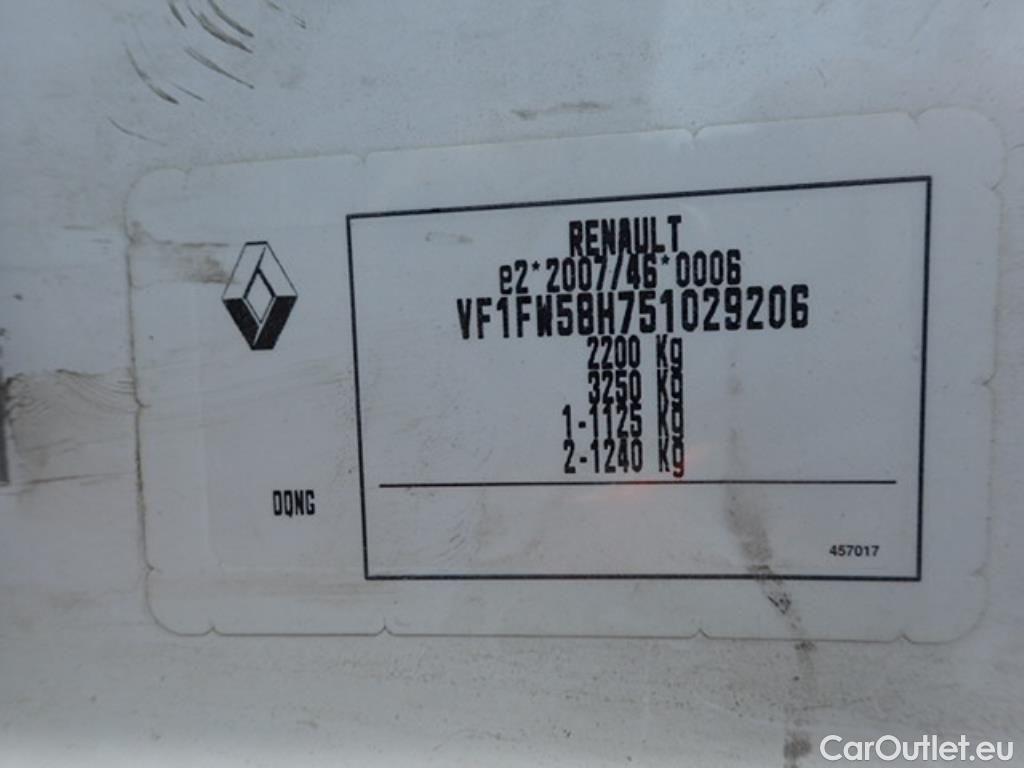 RENAULT
e2*2007/46*0006
VF1FW58H751029206
2200 Kg
3250 Kg
1-1125 Kg
2-1240 Kg
DQNG
457017
CarOutlet.eu